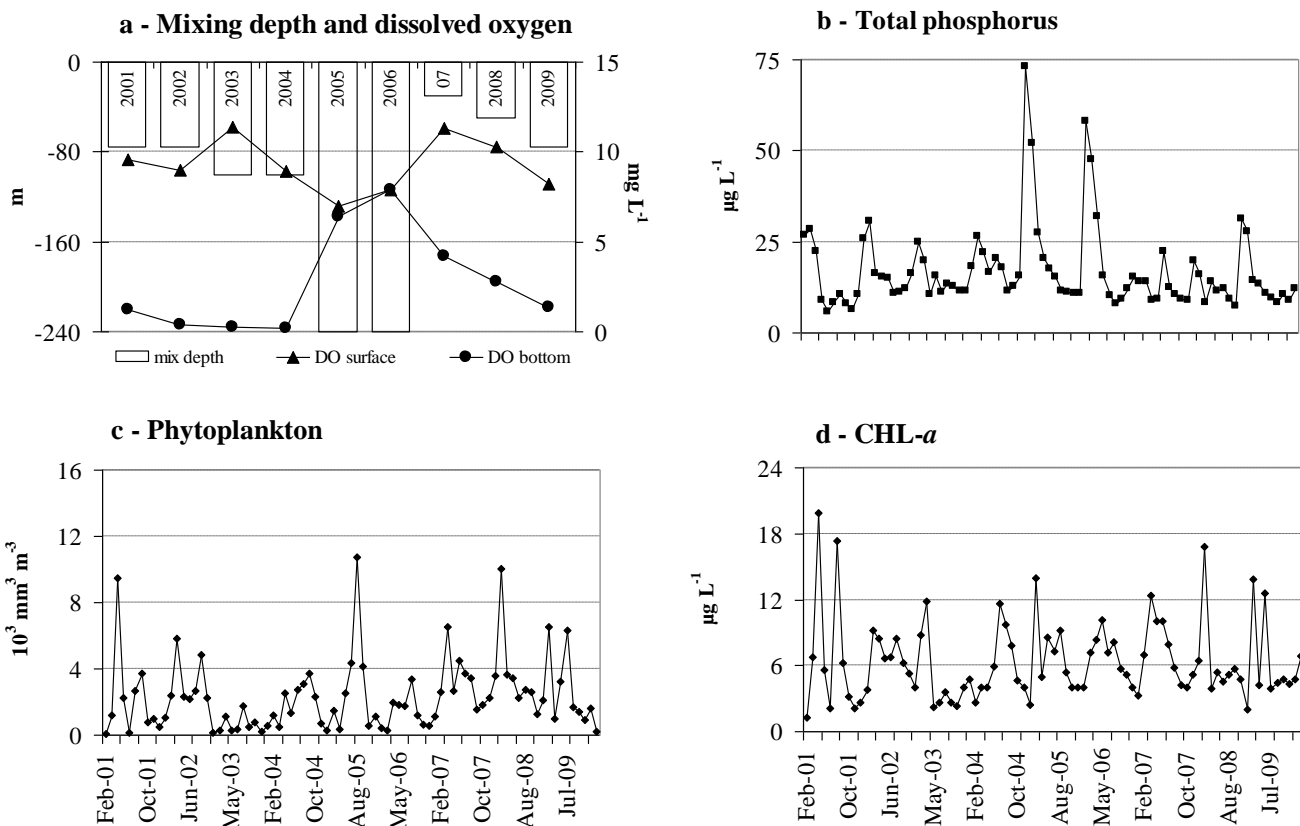 a - Mixing depth and dissolved oxygen
0
-80
-160
-240
m
2001
2002
2003
2004
2005
2006
07
2008
2009
15
10
5
0
mg L-1
mix depth
DO surface
DO bottom
b - Total phosphorus
75
50
25
0
µg L-1
c - Phytoplankton
16
12
8
4
0
10³ mm³ m-³
Feb-01
Oct-01
Jun-02
May-03
Feb-04
Oct-04
Aug-05
May-06
Feb-07
Oct-07
Aug-08
Jul-09
d - CHL-a
24
18
12
6
0
µg L-1
Feb-01
Oct-01
Jun-02
May-03
Feb-04
Oct-04
Aug-05
May-06
Feb-07
Oct-07
Aug-08
Jul-09